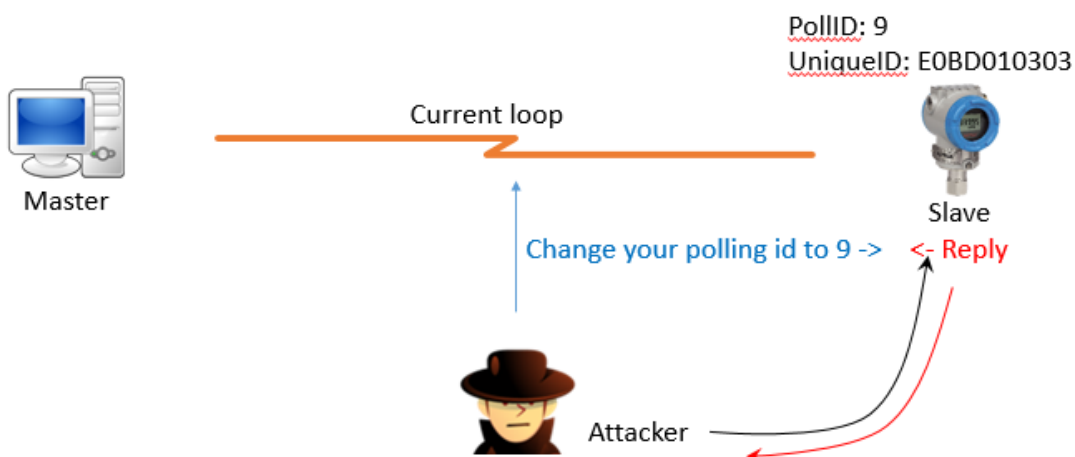 PollID: 9
UniqueID: E0BD010303
Current loop
Master
Slave
Change your polling id to 9 -> <- Reply
Attacker